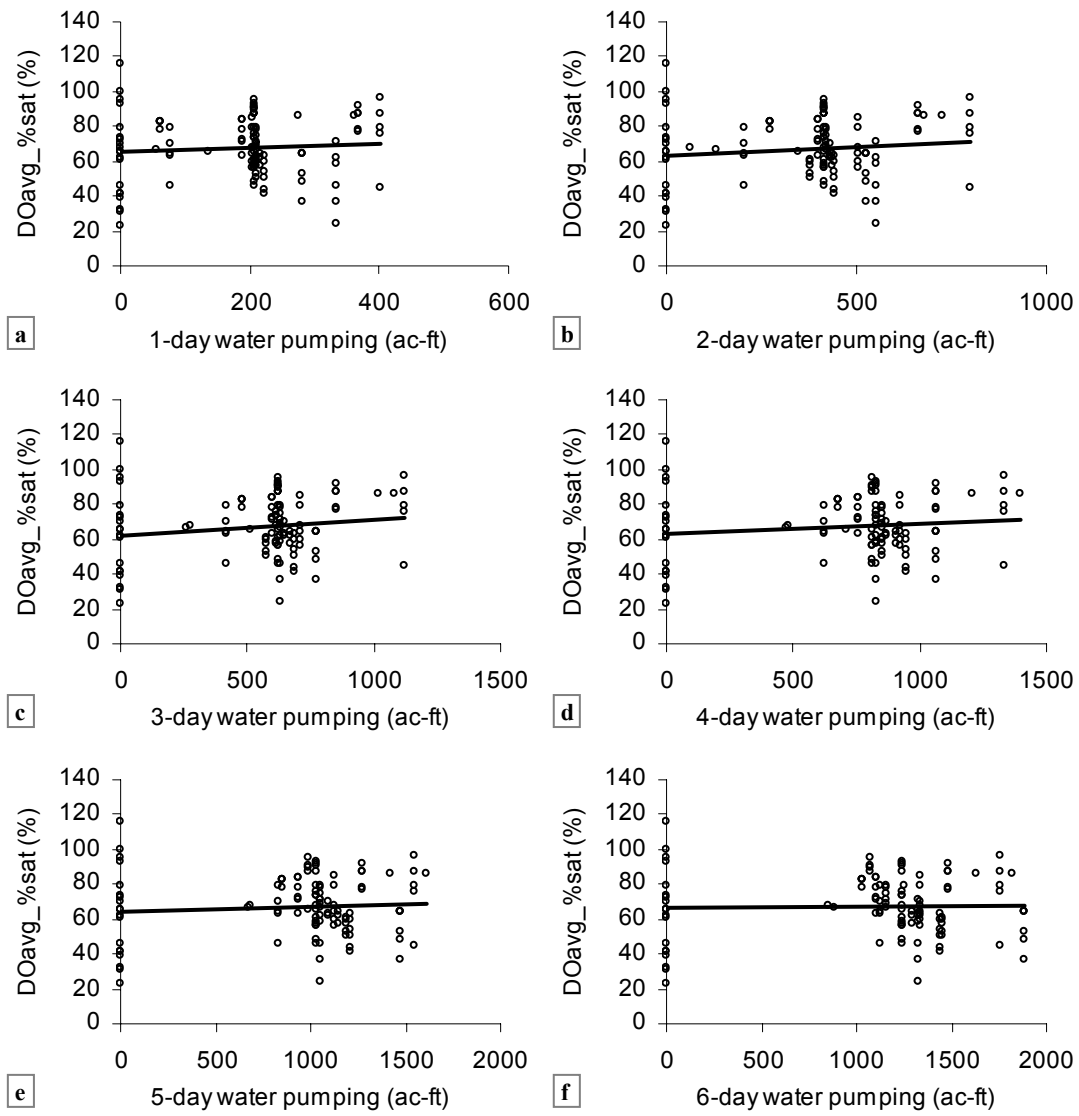 140
120
100
80
60
40
20
0
DOavg_%sat (%)
0 200 400 600
a
1-day water pumping (ac-ft)
140
120
100
80
60
40
20
0
DOavg_%sat (%)
0 500 1000
b
2-day water pumping (ac-ft)
140
120
100
80
60
40
20
0
DOavg_%sat (%)
0 500 1000 1500
c
3-day water pumping (ac-ft)
140
120
100
80
60
40
20
0
DOavg_%sat (%)
0 500 1000 1500
d
4-day water pumping (ac-ft)
140
120
100
80
60
40
20
0
DOavg_%sat (%)
0 500 1000 1500 2000
e
5-day water pumping (ac-ft)
140
120
100
80
60
40
20
0
DOavg_%sat (%)
0 500 1000 1500 2000
f
6-day water pumping (ac-ft)